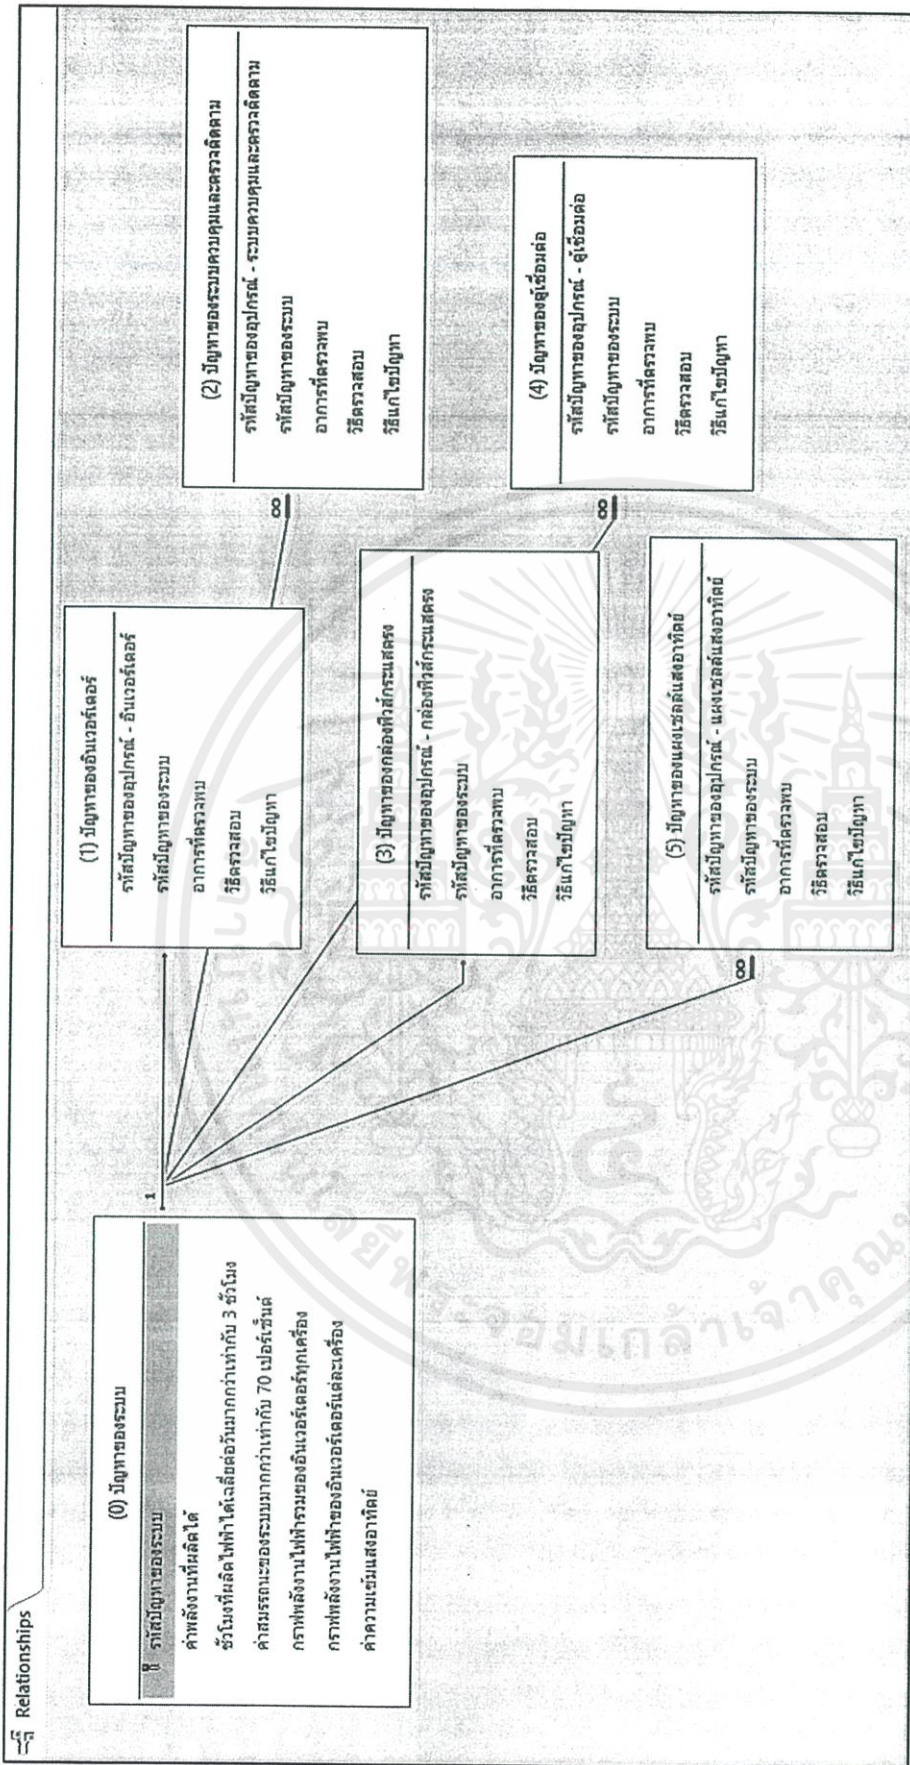 Relationships
(0) ปัญหาของระบบ
รหัสปัญหาของระบบ
ค่าพลังงานที่ผลิตได้
ชั่วโมงที่ผลิตไฟฟ้าได้เฉลี่ยต่อวันมากกว่าเท่ากับ 3 ชั่วโมง
ค่าสมรรถนะของระบบมากกว่าเท่ากับ 70 เปอร์เซ็นต์
กราฟพลังงานไฟฟ้ารวมของอินเวอร์เตอร์ทุกเครื่อง
กราฟพลังงานไฟฟ้าของอินเวอร์เตอร์แต่ละเครื่อง
ค่าความเข้มแสงอาทิตย์
1
(1) ปัญหาของอินเวอร์เตอร์
รหัสปัญหาของอุปกรณ์ - อินเวอร์เตอร์
รหัสปัญหาของระบบ
อาการที่ตรวจพบ
วิธีตรวจสอบ
วิธีแก้ไขปัญหา
∞
(2) ปัญหาของระบบควบคุมและตรวจติดตาม
รหัสปัญหาของอุปกรณ์ - ระบบควบคุมและตรวจติดตาม
รหัสปัญหาของระบบ
อาการที่ตรวจพบ
วิธีตรวจสอบ
วิธีแก้ไขปัญหา
(3) ปัญหาของกล่องฟิวส์กระแสตรง
รหัสปัญหาของอุปกรณ์ - กล่องฟิวส์กระแสตรง
รหัสปัญหาของระบบ
อาการที่ตรวจพบ
วิธีตรวจสอบ
วิธีแก้ไขปัญหา
∞
(4) ปัญหาของตู้เชื่อมต่อ
รหัสปัญหาของอุปกรณ์ - ตู้เชื่อมต่อ
รหัสปัญหาของระบบ
อาการที่ตรวจพบ
วิธีตรวจสอบ
วิธีแก้ไขปัญหา
∞
(5) ปัญหาของแผงเซลล์แสงอาทิตย์
รหัสปัญหาของอุปกรณ์ - แผงเซลล์แสงอาทิตย์
รหัสปัญหาของระบบ
อาการที่ตรวจพบ
วิธีตรวจสอบ
วิธีแก้ไขปัญหา